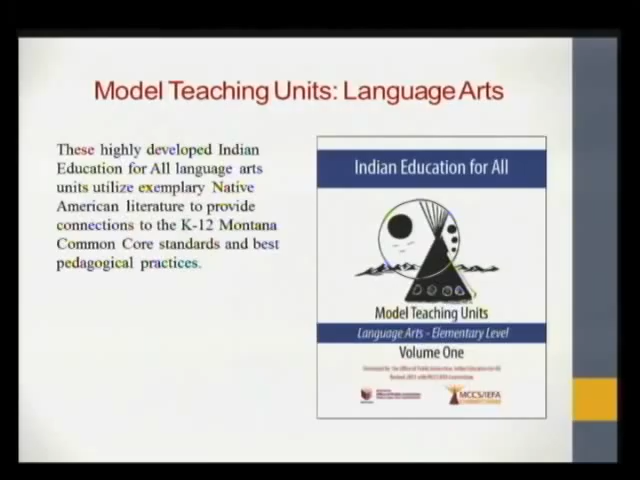 Model Teaching Units: Language Arts
These highly developed Indian
Education for All language arts
units utilize exemplary Native
American literature to provide
connections to the K-12 Montana
Common Core standards and best
pedagogical practices.
Indian Education for All
Model Teaching Units
Language Arts - Elementary Level
Volume One
MCCS/IEFA